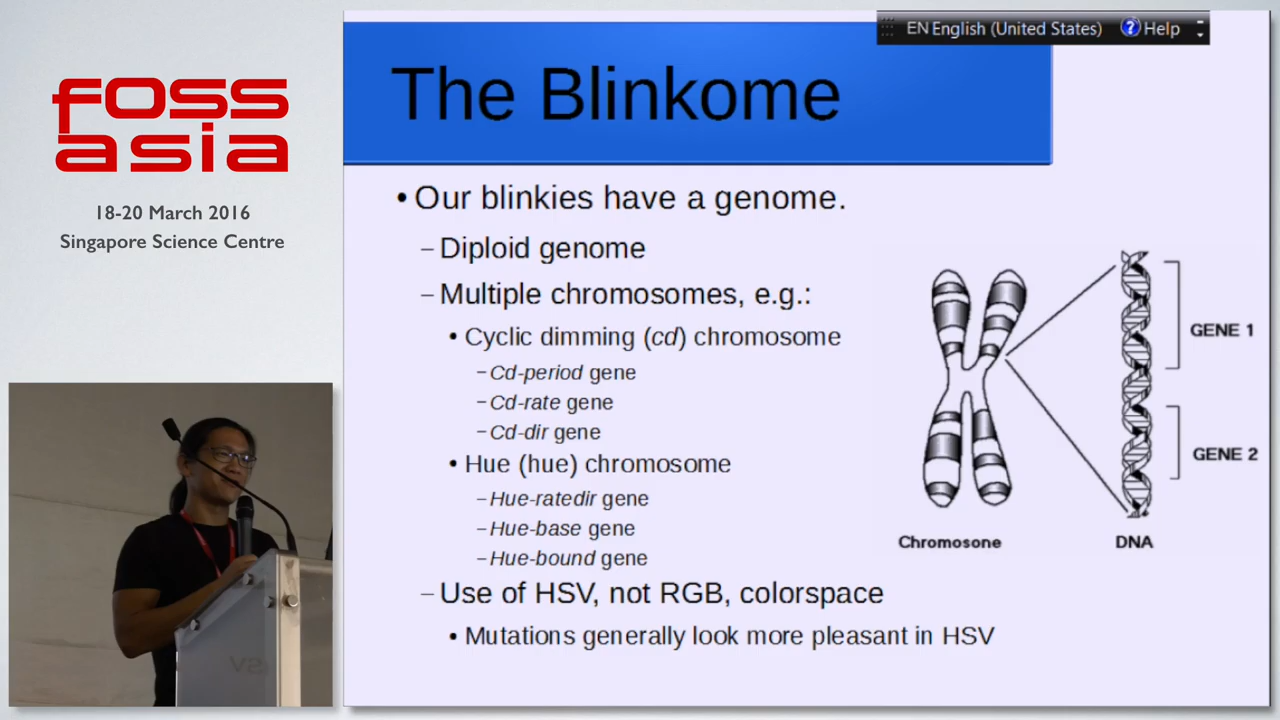 foss
asia
18-20 March 2016
Singapore Science Centre
EN English (United States) ? Help
The Blinkome
• Our blinkies have a genome.
– Diploid genome
– Multiple chromosomes, e.g.:
• Cyclic dimming (cd) chromosome
– Cd-period gene
– Cd-rate gene
– Cd-dir gene
• Hue (hue) chromosome
– Hue-ratedir gene
– Hue-base gene
– Hue-bound gene
– Use of HSV, not RGB, colorspace
• Mutations generally look more pleasant in HSV
GENE 1
GENE 2
Chromosone
DNA